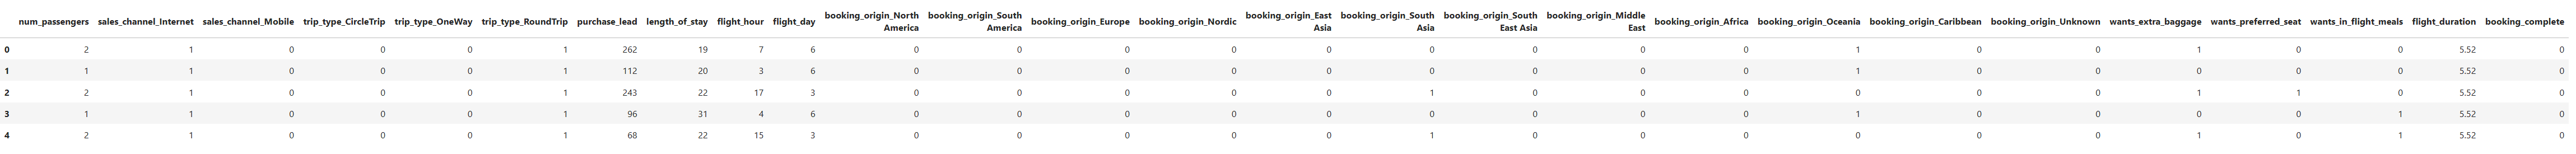 num_passengers sales_channel_Internet sales_channel_Mobile trip_type_CircleTrip trip_type_OneWay trip_type_RoundTrip purchase_lead length_of_stay flight_hour flight_day booking_origin_North America booking_origin_South America booking_origin_Europe booking_origin_Nordic booking_origin_East Asia booking_origin_South Asia booking_origin_South East Asia booking_origin_Middle East booking_origin_Africa booking_origin_Oceania booking_origin_Caribbean booking_origin_Unknown wants_extra_baggage wants_preferred_seat wants_in_flight_meals flight_duration booking_complete
0 2 1 0 0 0 1 262 19 7 6 0 0 0 0 0 0 0 0 0 1 0 0 1 0 0 5.52 0
1 1 1 0 0 0 1 112 20 3 6 0 0 0 0 0 0 0 0 0 1 0 0 0 0 0 5.52 0
2 2 1 0 0 0 1 243 22 17 3 0 0 0 0 0 1 0 0 0 0 0 0 1 1 0 5.52 0
3 1 1 0 0 0 1 96 31 4 6 0 0 0 0 0 0 0 0 0 1 0 0 0 0 1 5.52 0
4 2 1 0 0 0 1 68 22 15 3 0 0 0 0 0 1 0 0 0 0 0 0 1 0 1 5.52 0